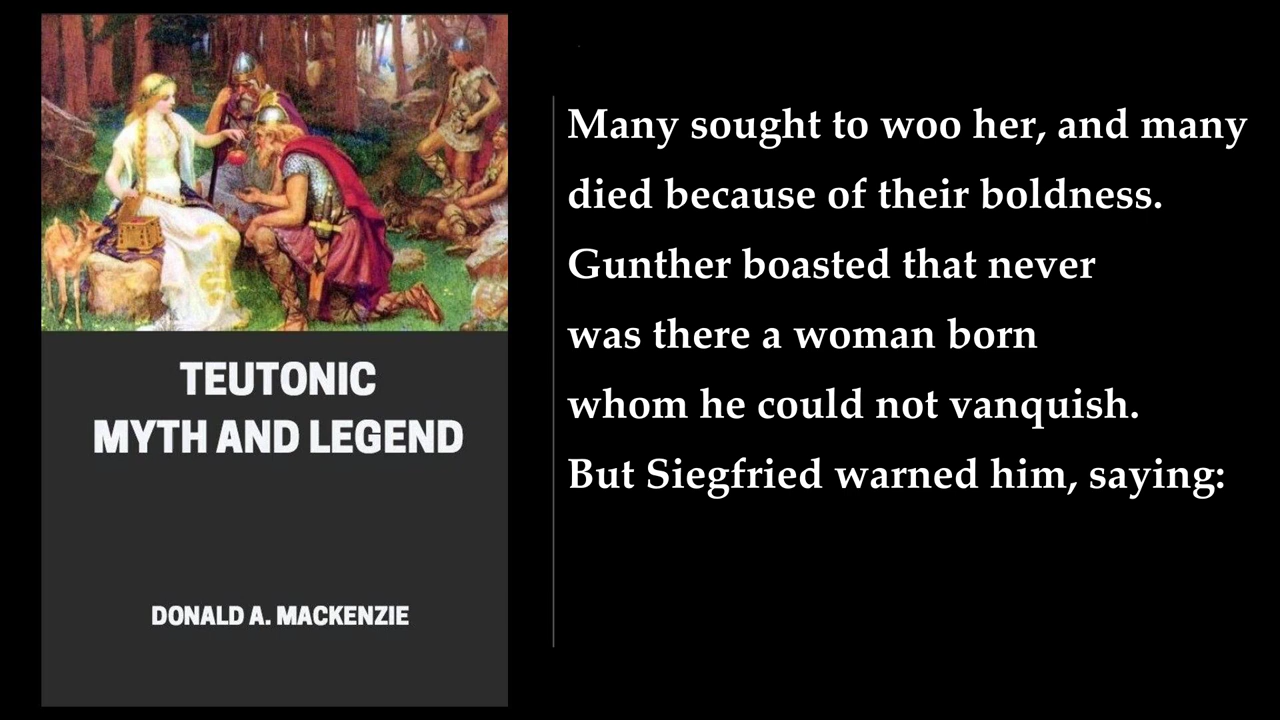 TEUTONIC
MYTH AND LEGEND
DONALD A. MACKENZIE
Many sought to woo her, and many
died because of their boldness.
Gunther boasted that never
was there a woman born
whom he could not vanquish.
But Siegfried warned him, saying: